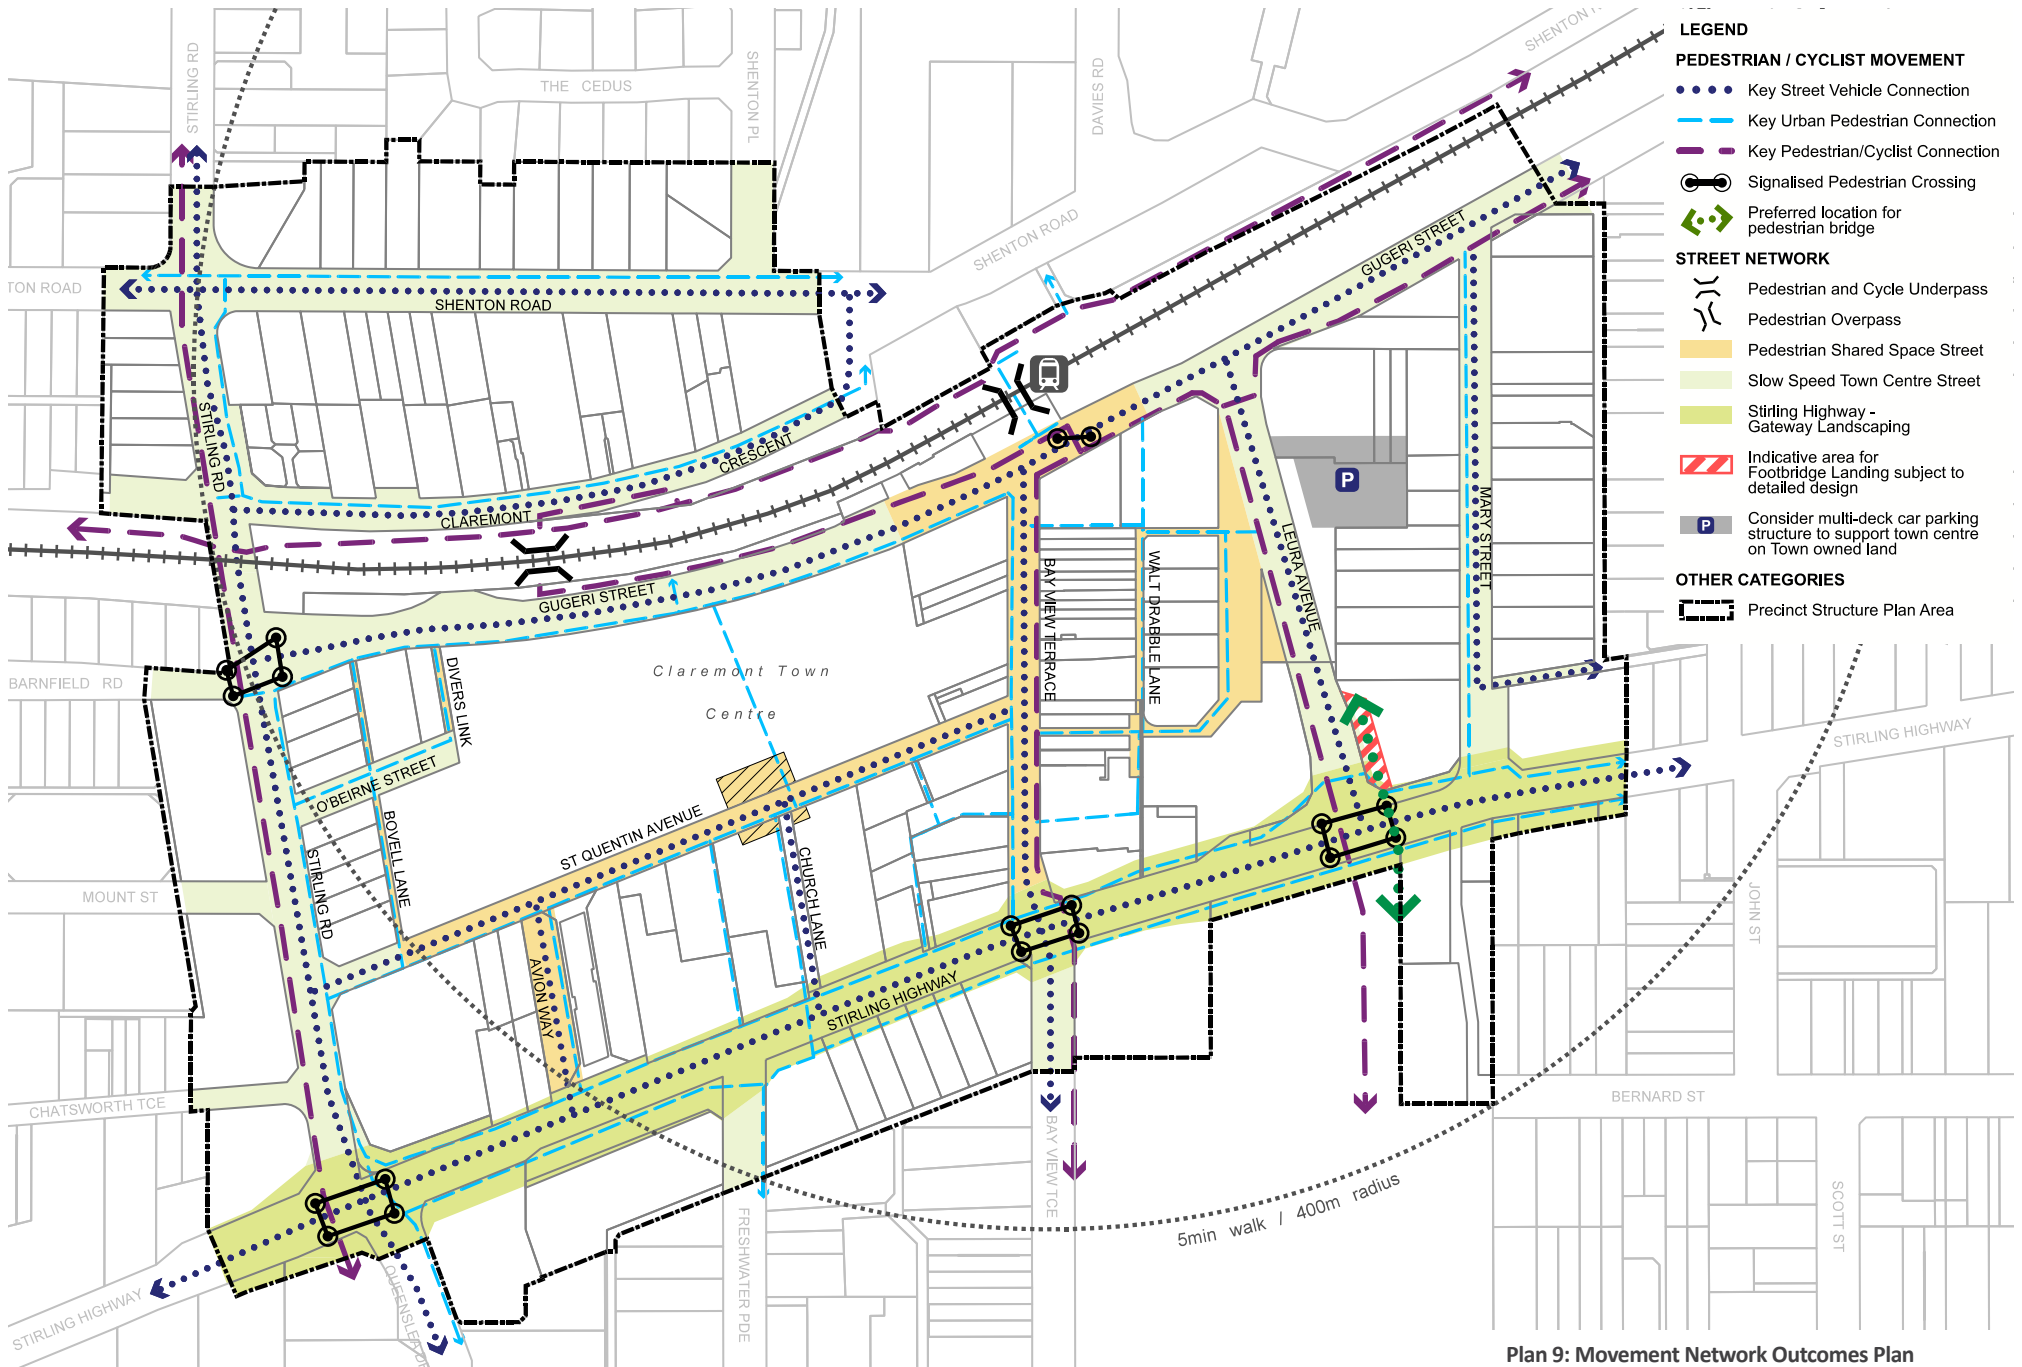 LEGEND
PEDESTRIAN / CYCLIST MOVEMENT
Key Street Vehicle Connection
Key Urban Pedestrian Connection
Key Pedestrian/Cyclist Connection
Signalised Pedestrian Crossing
Preferred location for
pedestrian bridge
STREET NETWORK
Pedestrian and Cycle Underpass
Pedestrian Overpass
Pedestrian Shared Space Street
Slow Speed Town Centre Street
Stirling Highway -
Gateway Landscaping
Indicative area for
Footbridge Landing subject to
detailed design
P
Consider multi-deck car parking
structure to support town centre
on Town owned land
OTHER CATEGORIES
Precinct Structure Plan Area
STIRLING RD
THE CEDUS
SHENTON PL
DAVIES RD
SHENTON
SHENTON ROAD
TON ROAD
SHENTON ROAD
GUGERI STREET
STIRLING RD
CRESCENT
CLAREMONT
P
MARY STREET
LEURA AVENUE
WALT DRABBLE LANE
BAY VIEW TERRACE
GUGERI STREET
Claremont Town
Centre
BARNFIELD RD
DIVERS LINK
O'BEIRNE STREET
BOVELL LANE
STIRLING RD
ST QUENTIN AVENUE
CHURCH LANE
AVION WAY
STIRLING HIGHWAY
STIRLING HIGHWAY
MOUNT ST
JOHN ST
CHATSWORTH TCE
BERNARD ST
BAY VIEW TCE
5min walk / 400m radius
SCOTT ST
FRESHWATER PDE
QUEENSLEA
STIRLING HIGHWAY
Plan 9: Movement Network Outcomes Plan